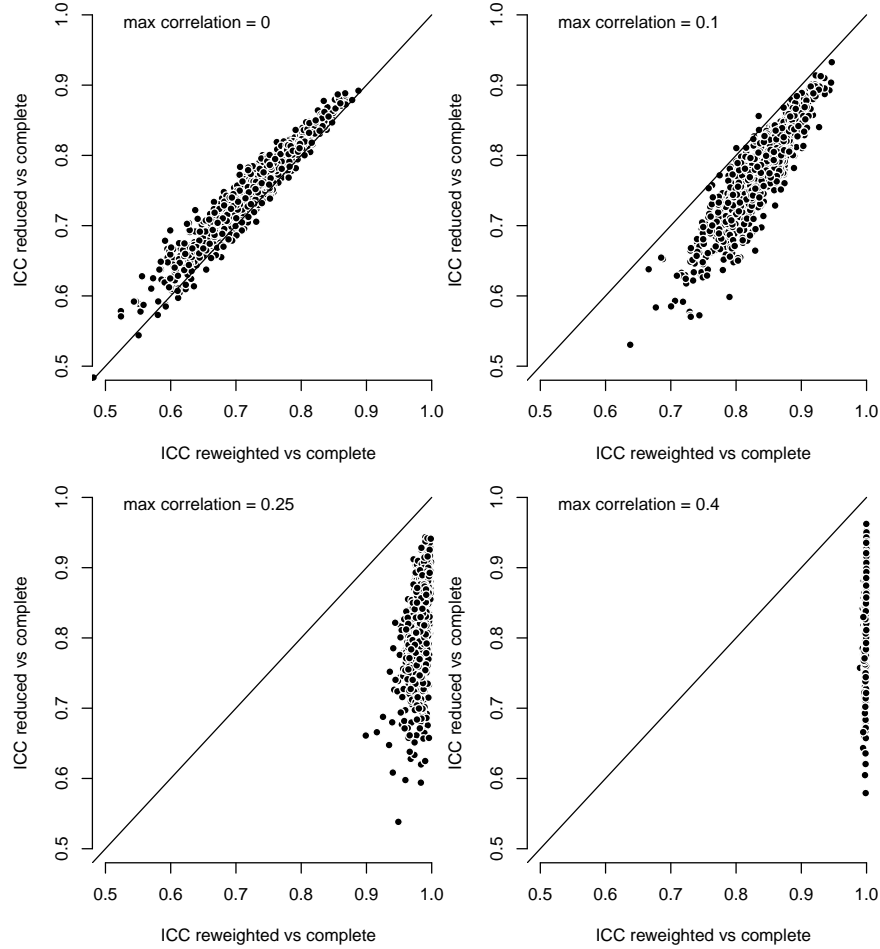 max correlation = 0
ICC reduced vs complete
1.0
0.9
0.8
0.7
0.6
0.5
0.5 0.6 0.7 0.8 0.9 1.0
ICC reweighted vs complete
max correlation = 0.1
ICC reduced vs complete
1.0
0.9
0.8
0.7
0.6
0.5
0.5 0.6 0.7 0.8 0.9 1.0
ICC reweighted vs complete
max correlation = 0.25
ICC reduced vs complete
1.0
0.9
0.8
0.7
0.6
0.5
0.5 0.6 0.7 0.8 0.9 1.0
ICC reweighted vs complete
max correlation = 0.4
ICC reduced vs complete
1.0
0.9
0.8
0.7
0.6
0.5
0.5 0.6 0.7 0.8 0.9 1.0
ICC reweighted vs complete